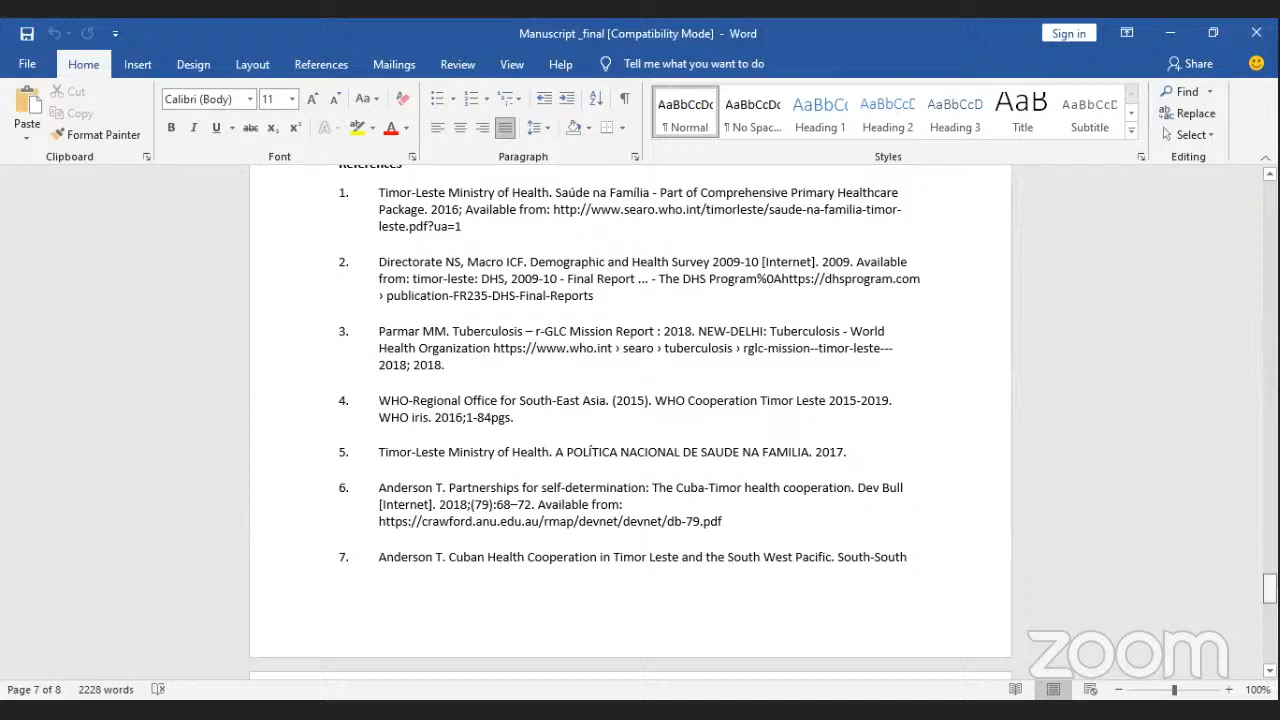 Manuscript _final [Compatibility Mode] - Word
Sign in
File Home Insert Design Layout References Mailings Review View Help Tell me what you want to do Share
Paste Cut Copy Format Painter
Clipboard
Calibri (Body) 11
Font
Paragraph
AaBbCcDc AaBbCcDc AaBbCc AaBbCcD AaBbCcD AaB AaBbCcD
¶ Normal ¶ No Spac... Heading 1 Heading 2 Heading 3 Title Subtitle
Styles
Find
Replace
Select
Editing
References
1. Timor-Leste Ministry of Health. Saúde na Família - Part of Comprehensive Primary Healthcare
Package. 2016; Available from: http://www.searo.who.int/timorleste/saude-na-familia-timor-
leste.pdf?ua=1
2. Directorate NS, Macro ICF. Demographic and Health Survey 2009-10 [Internet]. 2009. Available
from: timor-leste: DHS, 2009-10 - Final Report ... - The DHS Program%0Ahttps://dhsprogram.com
› publication-FR235-DHS-Final-Reports
3. Parmar MM. Tuberculosis – r-GLC Mission Report : 2018. NEW-DELHI: Tuberculosis - World
Health Organization https://www.who.int › searo › tuberculosis › rglc-mission--timor-leste---
2018; 2018.
4. WHO-Regional Office for South-East Asia. (2015). WHO Cooperation Timor Leste 2015-2019.
WHO iris. 2016;1-84pgs.
5. Timor-Leste Ministry of Health. A POLÍTICA NACIONAL DE SAUDE NA FAMILIA. 2017.
6. Anderson T. Partnerships for self-determination: The Cuba-Timor health cooperation. Dev Bull
[Internet]. 2018;(79):68–72. Available from:
https://crawford.anu.edu.au/rmap/devnet/devnet/db-79.pdf
7. Anderson T. Cuban Health Cooperation in Timor Leste and the South West Pacific. South-South
zoom
Page 7 of 8 2228 words 100%